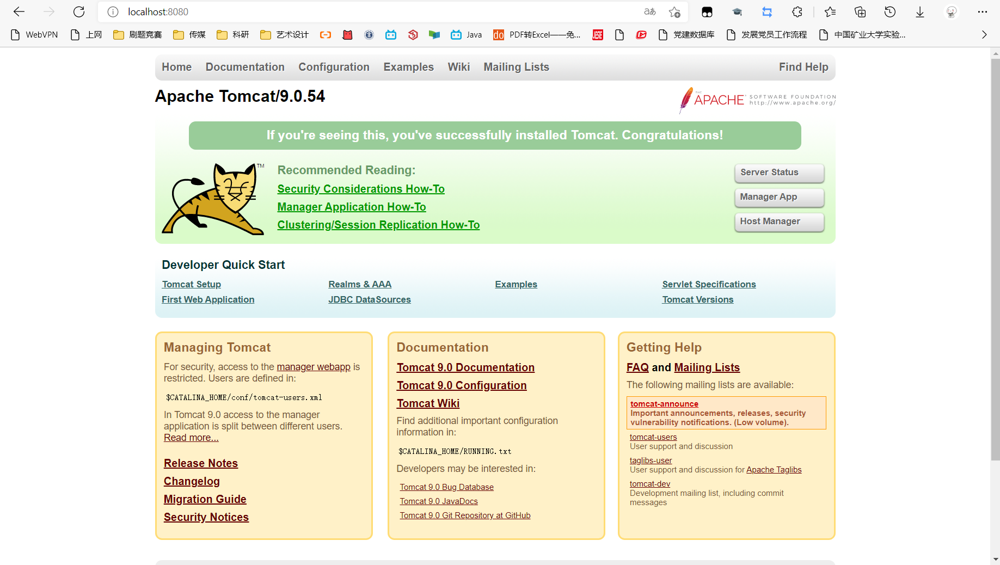 localhost:8080
WebVPN 上网 刷题竞赛 传媒 科研 艺术设计 Java PDF转Excel——免... 党建数据库 发展党员工作流程 中国矿业大学实验...
Home Documentation Configuration Examples Wiki Mailing Lists Find Help
Apache Tomcat/9.0.54
THE APACHE SOFTWARE FOUNDATION
http://www.apache.org/
If you're seeing this, you've successfully installed Tomcat. Congratulations!
TM
Recommended Reading:
Security Considerations How-To
Manager Application How-To
Clustering/Session Replication How-To
Server Status
Manager App
Host Manager
Developer Quick Start
Tomcat Setup Realms & AAA Examples Servlet Specifications
First Web Application JDBC DataSources Tomcat Versions
Managing Tomcat
For security, access to the manager webapp is
restricted. Users are defined in:
$CATALINA_HOME/conf/tomcat-users.xml
In Tomcat 9.0 access to the manager
application is split between different users.
Read more...
Release Notes
Changelog
Migration Guide
Security Notices
Documentation
Tomcat 9.0 Documentation
Tomcat 9.0 Configuration
Tomcat Wiki
Find additional important configuration
information in:
$CATALINA_HOME/RUNNING.txt
Developers may be interested in:
Tomcat 9.0 Bug Database
Tomcat 9.0 JavaDocs
Tomcat 9.0 Git Repository at GitHub
Getting Help
FAQ and Mailing Lists
The following mailing lists are available:
tomcat-announce
Important announcements, releases, security
vulnerability notifications. (Low volume).
tomcat-users
User support and discussion
taglibs-user
User support and discussion for Apache Taglibs
tomcat-dev
Development mailing list, including commit
messages